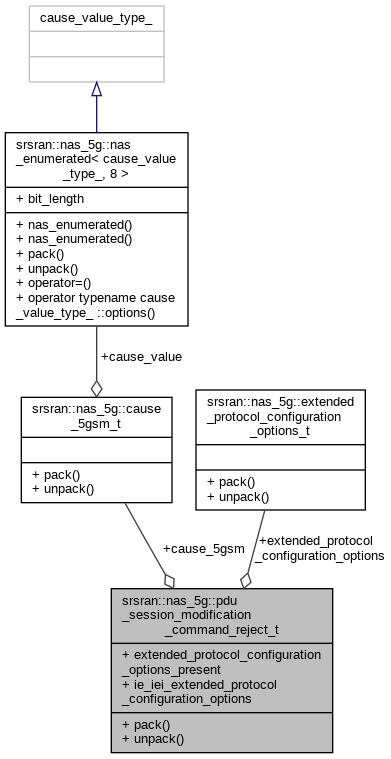 cause_value_type_
srsran::nas_5g::nas
_enumerated< cause_value
_type_, 8 >
+ bit_length
+ nas_enumerated()
+ nas_enumerated()
+ pack()
+ unpack()
+ operator=()
+ operator typename cause
_value_type_ ::options()
+cause_value
srsran::nas_5g::cause
_5gsm_t
+ pack()
+ unpack()
srsran::nas_5g::extended
_protocol_configuration
_options_t
+ pack()
+ unpack()
+cause_5gsm
+extended_protocol
_configuration_options
srsran::nas_5g::pdu
_session_modification
_command_reject_t
+ extended_protocol_configuration
_options_present
+ ie_iei_extended_protocol
_configuration_options
+ pack()
+ unpack()